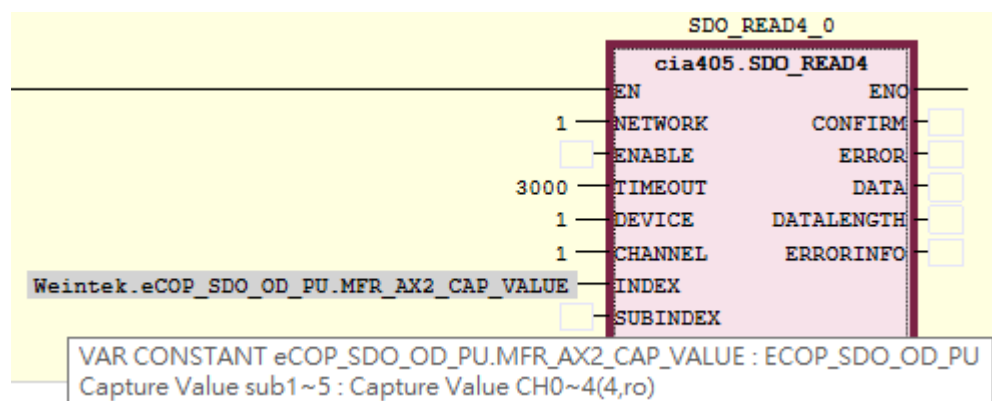 SDO_READ4_0
cia405.SDO_READ4
EN ENO
1 NETWORK CONFIRM
ENABLE ERROR
3000 TIMEOUT DATA
1 DEVICE DATALENGTH
1 CHANNEL ERRORINFO
Weintek.eCOP_SDO_OD_PU.MFR_AX2_CAP_VALUE INDEX
SUBINDEX
VAR CONSTANT eCOP_SDO_OD_PU.MFR_AX2_CAP_VALUE : ECOP_SDO_OD_PU
Capture Value sub1~5 : Capture Value CH0~4(4,ro)